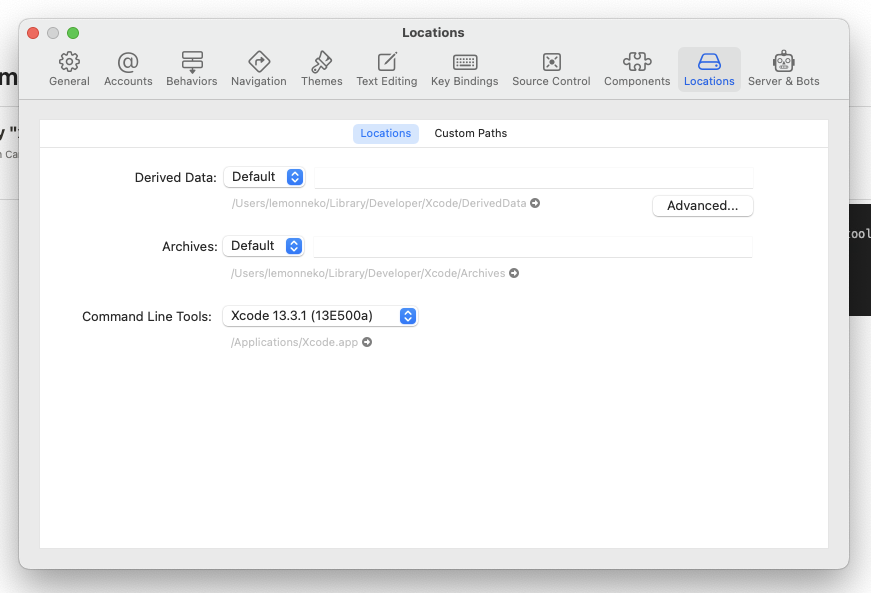 Locations
General Accounts Behaviors Navigation Themes Text Editing Key Bindings Source Control Components Locations Server & Bots
Locations Custom Paths
Derived Data: Default
/Users/lemonneko/Library/Developer/Xcode/DerivedData
Advanced...
Archives: Default
/Users/lemonneko/Library/Developer/Xcode/Archives
Command Line Tools: Xcode 13.3.1 (13E500a)
/Applications/Xcode.app